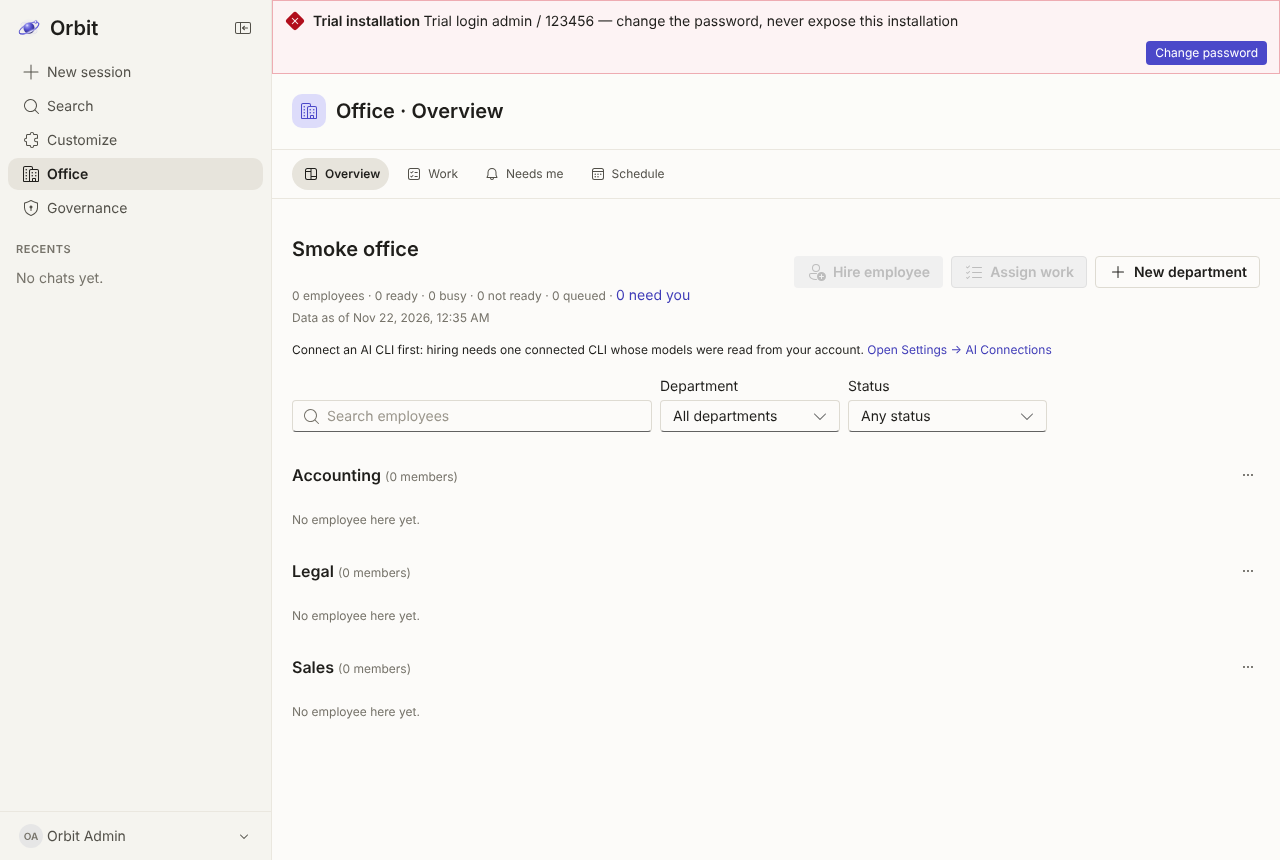 Orbit
New session
Search
Customize
Office
Governance
RECENTS
No chats yet.
OA Orbit Admin
Trial installation Trial login admin / 123456 — change the password, never expose this installation
Change password
Office · Overview
Overview Work Needs me Schedule
Smoke office
Hire employee Assign work New department
0 employees · 0 ready · 0 busy · 0 not ready · 0 queued · 0 need you
Data as of Nov 22, 2026, 12:35 AM
Connect an AI CLI first: hiring needs one connected CLI whose models were read from your account. Open Settings → AI Connections
Department Status
Search employees All departments Any status
Accounting (0 members)
No employee here yet.
Legal (0 members)
No employee here yet.
Sales (0 members)
No employee here yet.